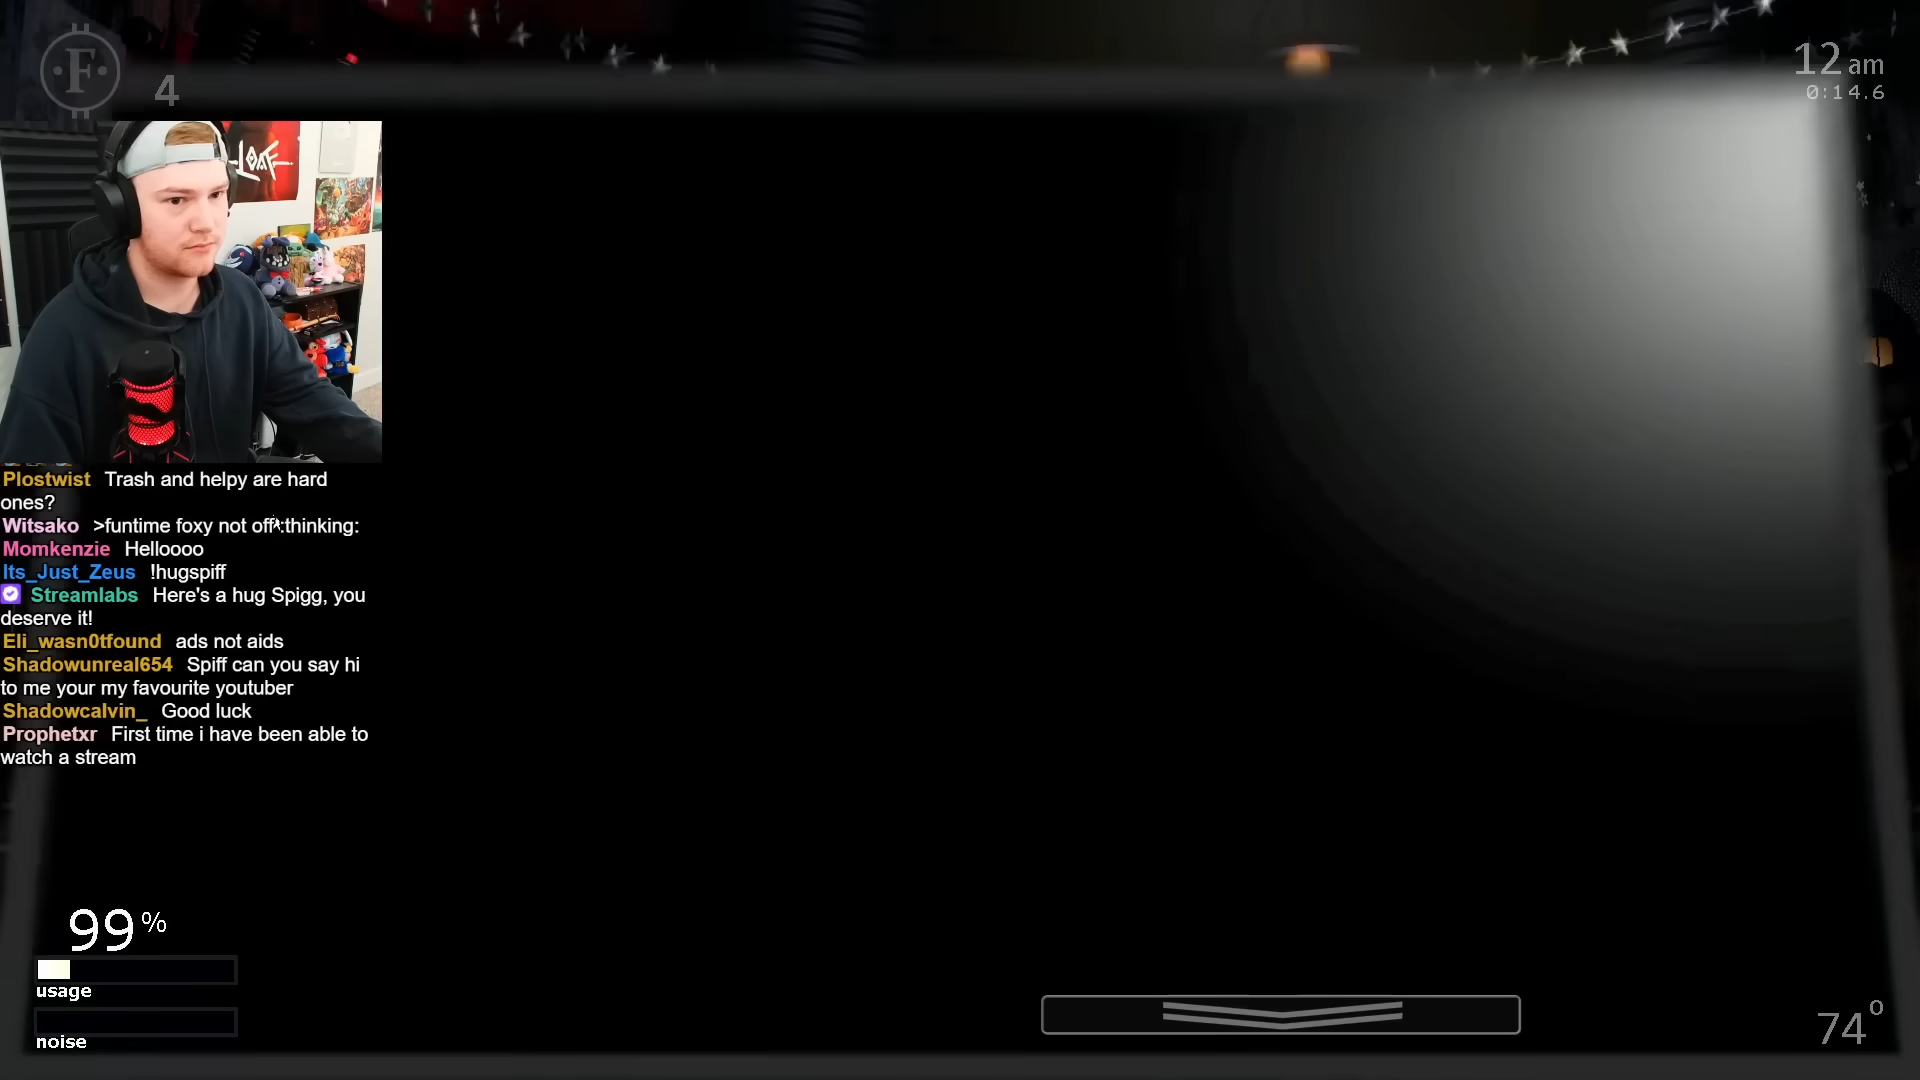 F
4
12 am
0:14.6
LOAF
Plostwist Trash and helpy are hard
ones?
Witsako >funtime foxy not off:thinking:
Momkenzie Helloooo
Its_Just_Zeus !hugspiff
Streamlabs Here's a hug Spigg, you
deserve it!
Eli_wasn0tfound ads not aids
Shadowunreal654 Spiff can you say hi
to me your my favourite youtuber
Shadowcalvin_ Good luck
Prophetxr First time i have been able to
watch a stream
99 %
usage
noise
74°